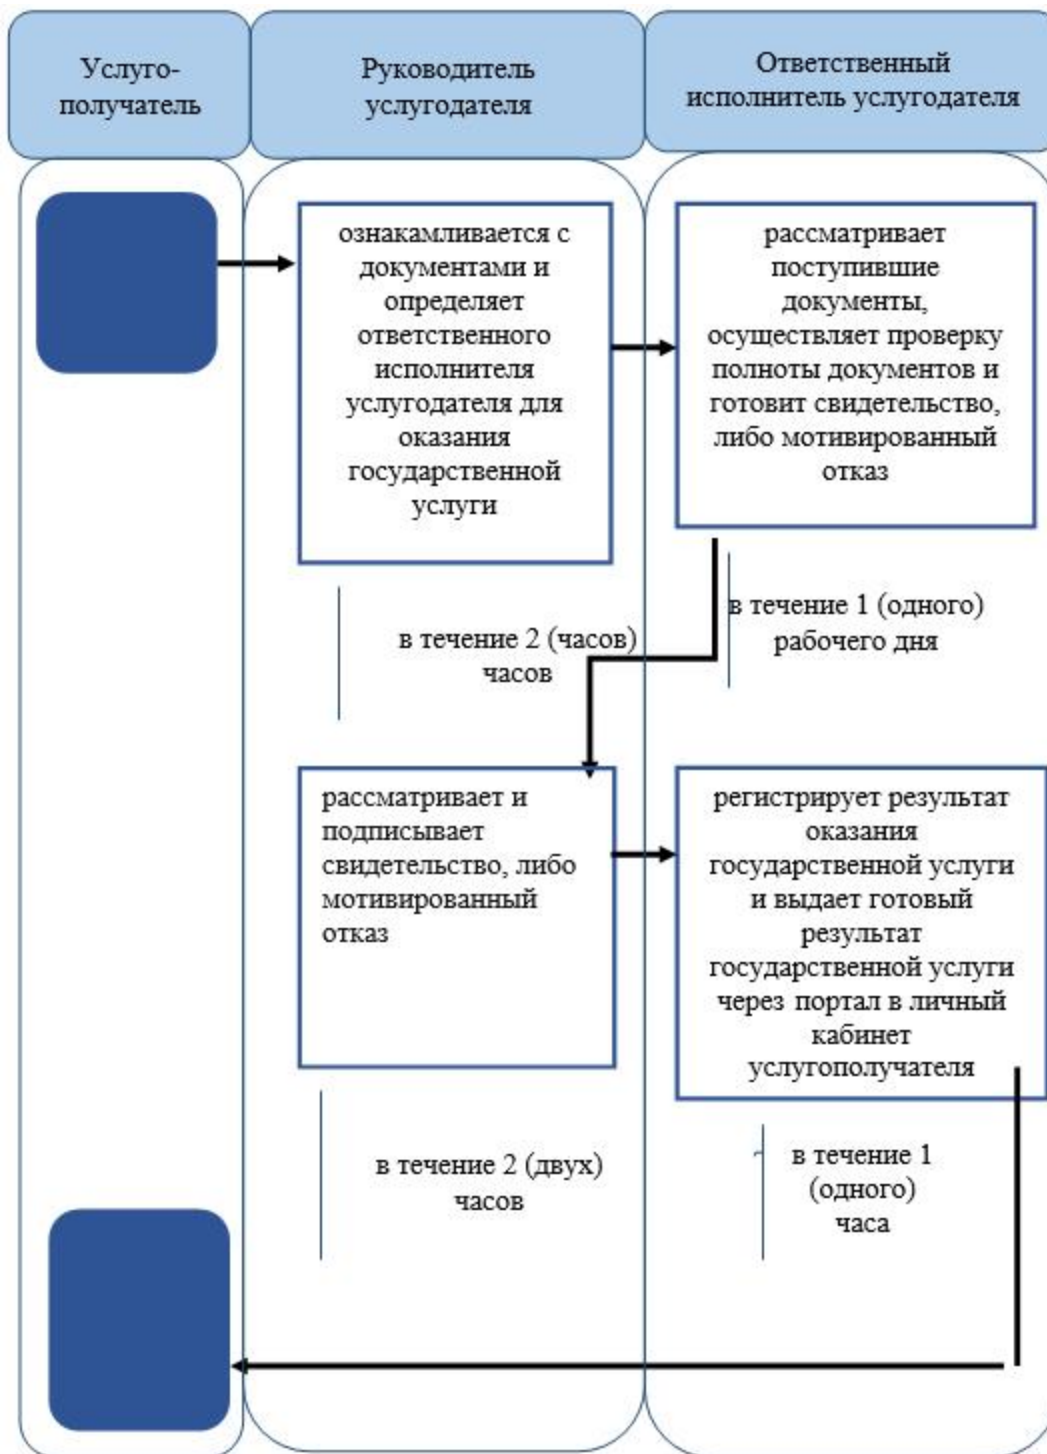 Услуго-
получатель
Руководитель
услугодателя
Ответственный
исполнитель услугодателя
ознакамливается с
документами и
определяет
ответственного
исполнителя
услугодателя для
оказания
государственной
услуги
рассматривает
поступившие
документы,
осуществляет проверку
полноты документов и
готовит свидетельство,
либо мотивированный
отказ
в течение 2 (часов)
часов
в течение 1 (одного)
рабочего дня
рассматривает и
подписывает
свидетельство, либо
мотивированный
отказ
регистрирует результат
оказания
государственной услуги
и выдает готовый
результат
государственной услуги
через портал в личный
кабинет
услугополучателя
в течение 2 (двух)
часов
в течение 1
(одного)
часа